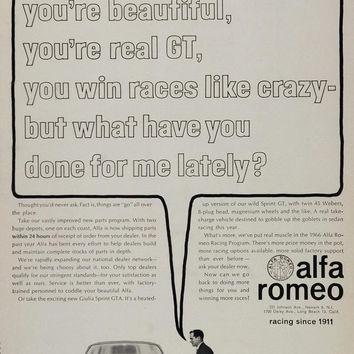 you're beautiful,
you're real GT,
you win races like crazy-
but what have you
done for me lately?
Thought you'd never ask. Fact is, things are "go" all over
the place.
Take our vastly improved new parts program. With two
huge depots, one on each coast, Alfa is now shipping parts
within 24 hours of receipt of order from your dealer. In the
past year Alfa has bent every effort to help dealers build
and maintain complete stocks of parts in depth.
We're rapidly expanding our national dealer network—
and we're being choosy about it, too. Only top dealers
qualify for our stringent standards—for your satisfaction as
well as ours. Service is better than ever, with factory-
trained personnel to coddle your beautiful Alfa.
Or take the exciting new Giulia Sprint GTA. It's a heated-
up version of our wild Sprint GT, with twin 45 Webers,
8-plug head, magnesium wheels and the like. A real take-
charge vehicle destined to gobble up the goblets in sedan
racing this year.
What's more, we've put real muscle in the 1966 Alfa Ro-
meo Racing Program. There's more prize money in the pot,
more racing options available, more solid factory support
than ever before—
ask your dealer now.
Now can we go
back to doing more
things for you and
winning more races!
alfa
romeo
231 Johnson Ave., Newark 8, N.J.
1700 Daisy Ave., Long Beach 13, Calif.
racing since 1911